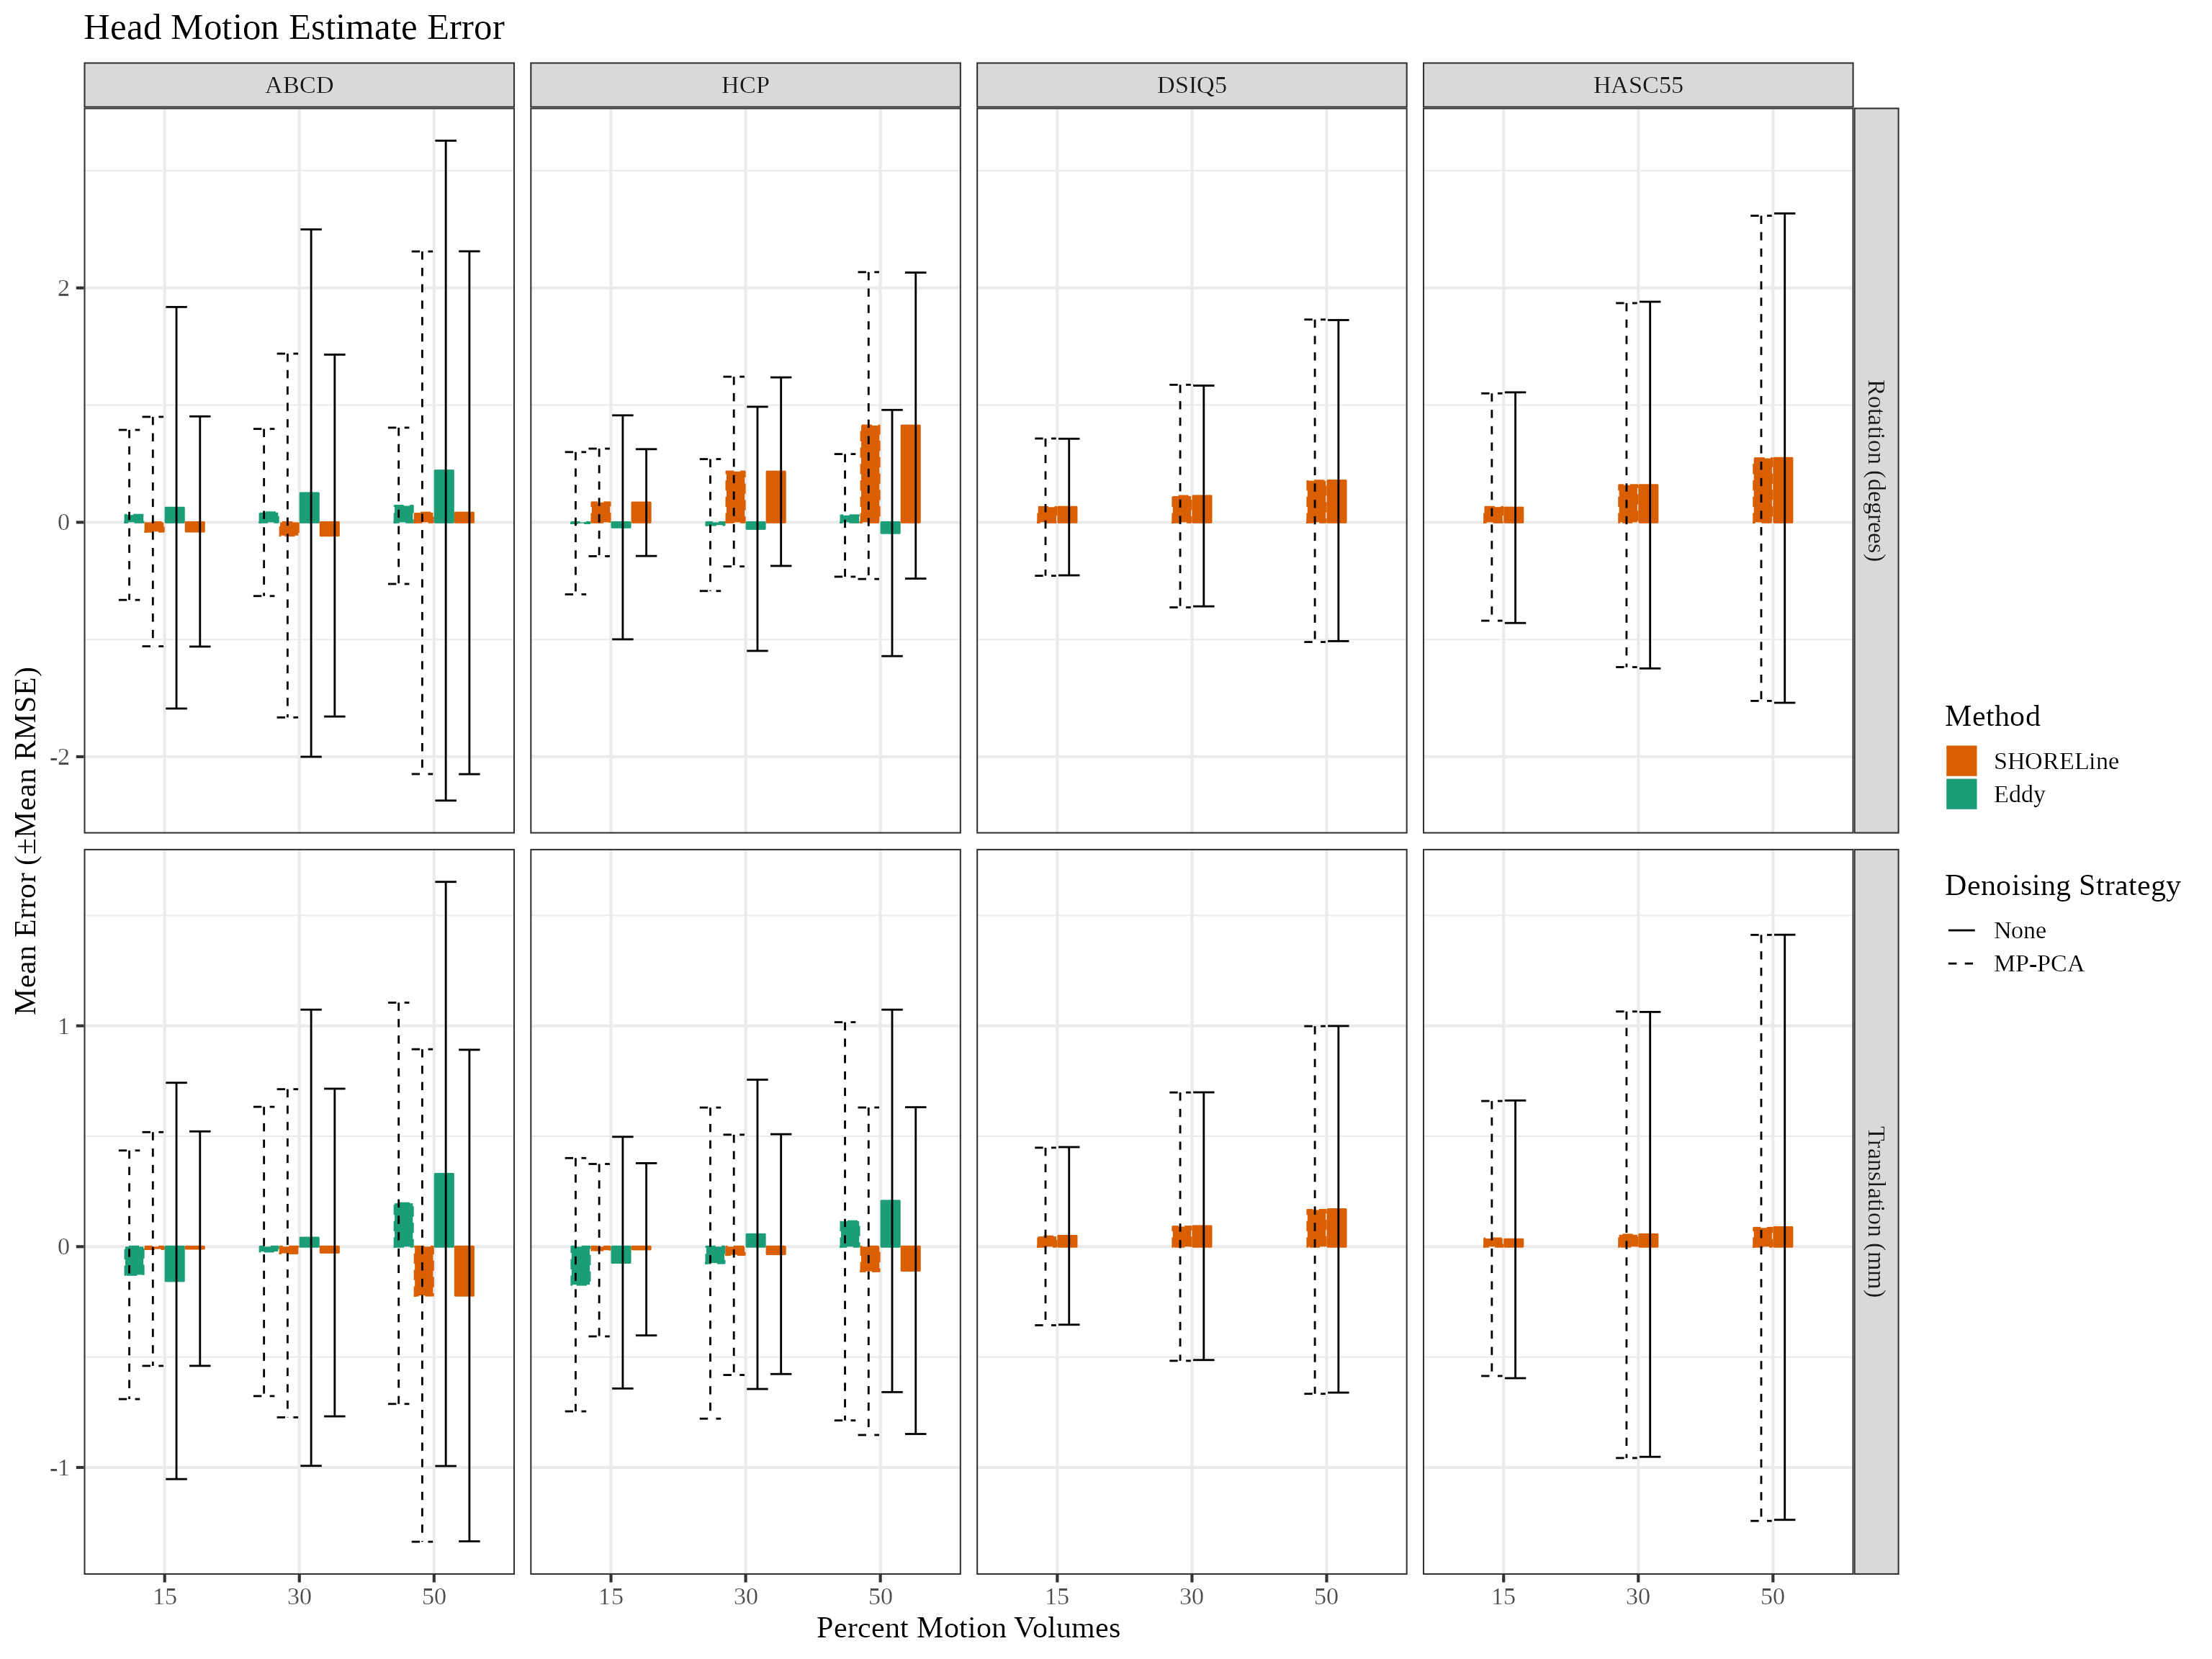 Head Motion Estimate Error
ABCD
HCP
DSIQ5
HASC55
Mean Error (±Mean RMSE)
2
0
-2
Rotation (degrees)
1
0
-1
Translation (mm)
15 30 50
15 30 50
15 30 50
15 30 50
Percent Motion Volumes
Method
SHORELine
Eddy
Denoising Strategy
None
MP-PCA